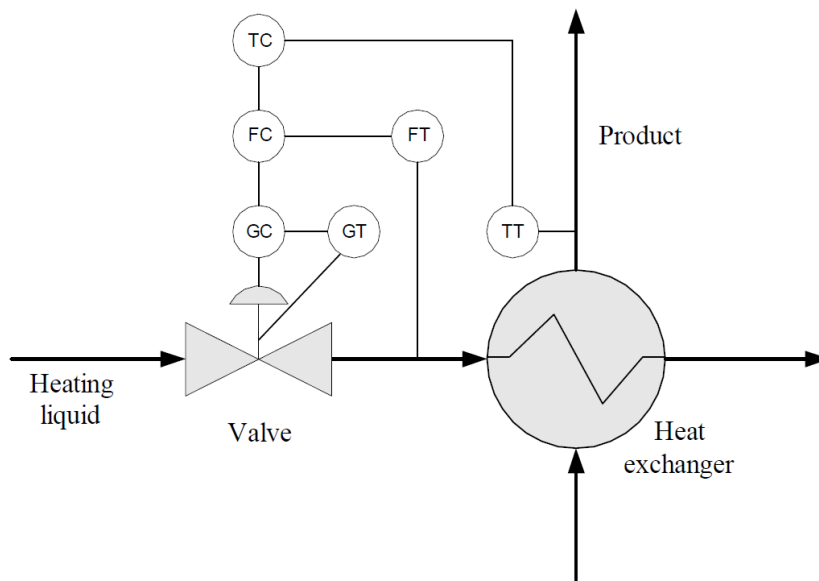 TC
FC
FT
Product
GC
GT
TT
Heating
liquid
Valve
Heat
exchanger